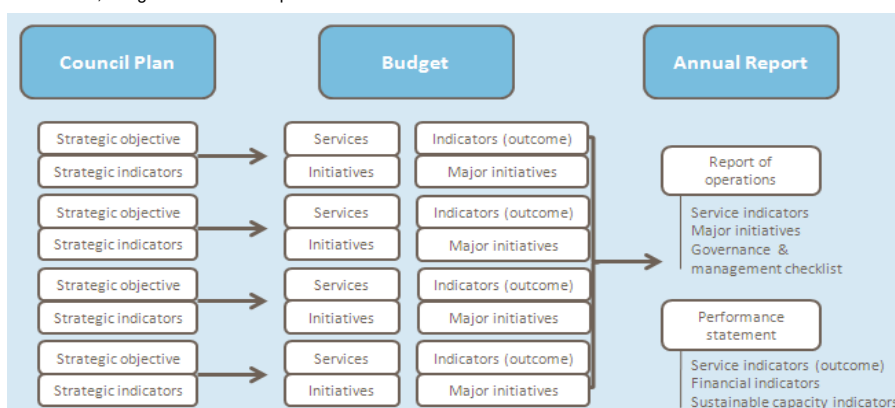 Council Plan
Budget
Annual Report
Strategic objective
Strategic indicators
Services
Initiatives
Indicators (outcome)
Major initiatives
Strategic objective
Strategic indicators
Services
Initiatives
Indicators (outcome)
Major initiatives
Strategic objective
Strategic indicators
Services
Initiatives
Indicators (outcome)
Major initiatives
Strategic objective
Strategic indicators
Services
Initiatives
Indicators (outcome)
Major initiatives
Report of
operations
Service indicators
Major initiatives
Governance &
management checklist
Performance
statement
Service indicators (outcome)
Financial indicators
Sustainable capacity indicators